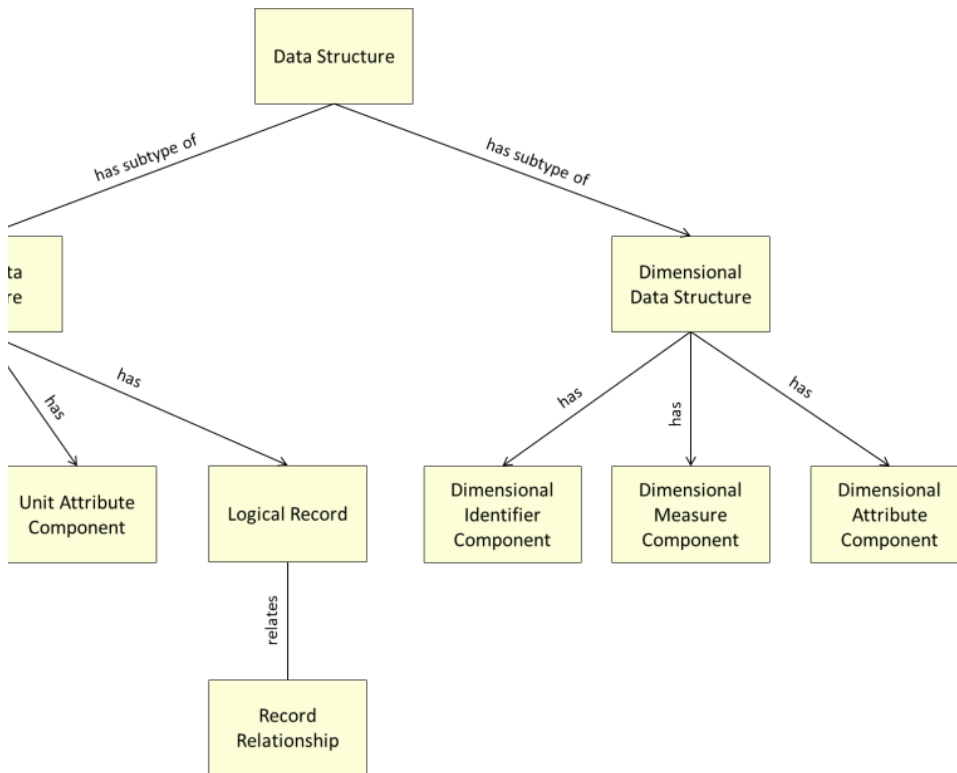 Data Structure
has subtype of
has subtype of
Dimensional
Data Structure
has
has
has
has
has
Unit Attribute
Component
Logical Record
Dimensional
Identifier
Component
Dimensional
Measure
Component
Dimensional
Attribute
Component
relates
Record
Relationship